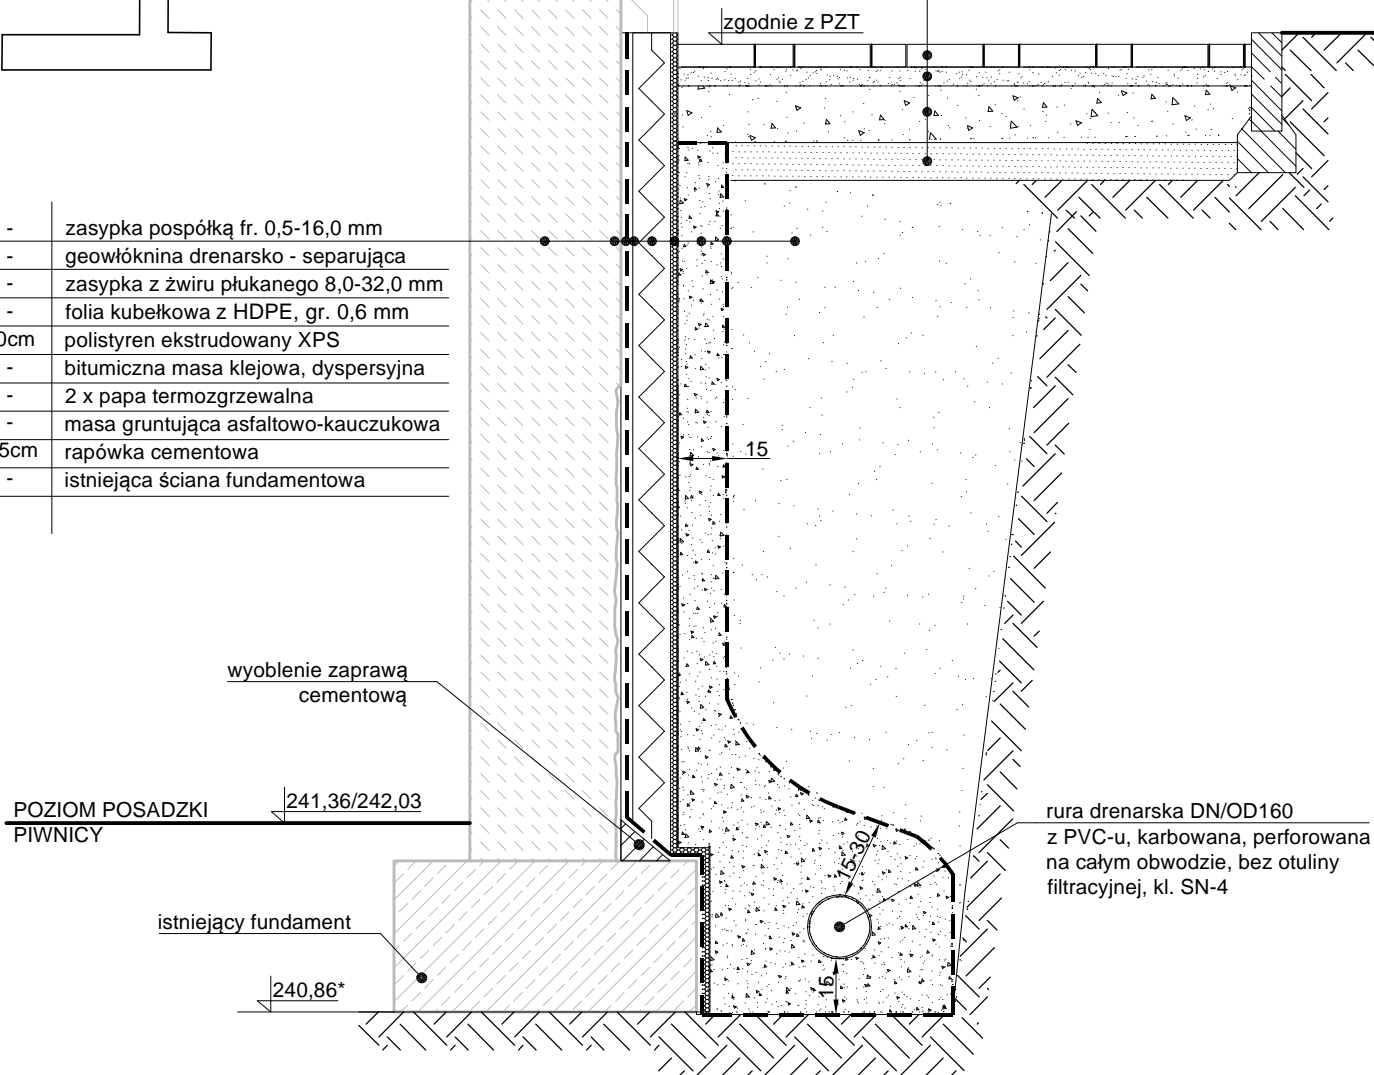 zgodnie z PZT
- zasypka pospółką fr. 0,5-16,0 mm
- geowłóknina drenarsko - separująca
- zasypka z żwiru płukanego 8,0-32,0 mm
- folia kubełkowa z HDPE, gr. 0,6 mm
0cm polistyren ekstrudowany XPS
- bitumiczna masa klejowa, dyspersyjna
- 2 x papa termozgrzewalna
- masa gruntująca asfaltowo-kauczukowa
5cm rapówka cementowa
- istniejąca ściana fundamentowa
15
wyoblenie zaprawą
cementową
POZIOM POSADZKI
PIWNICY
241,36/242,03
15-30
rura drenarska DN/OD160
z PVC-u, karbowana, perforowana
na całym obwodzie, bez otuliny
filtracyjnej, kl. SN-4
istniejący fundament
240,86*
15